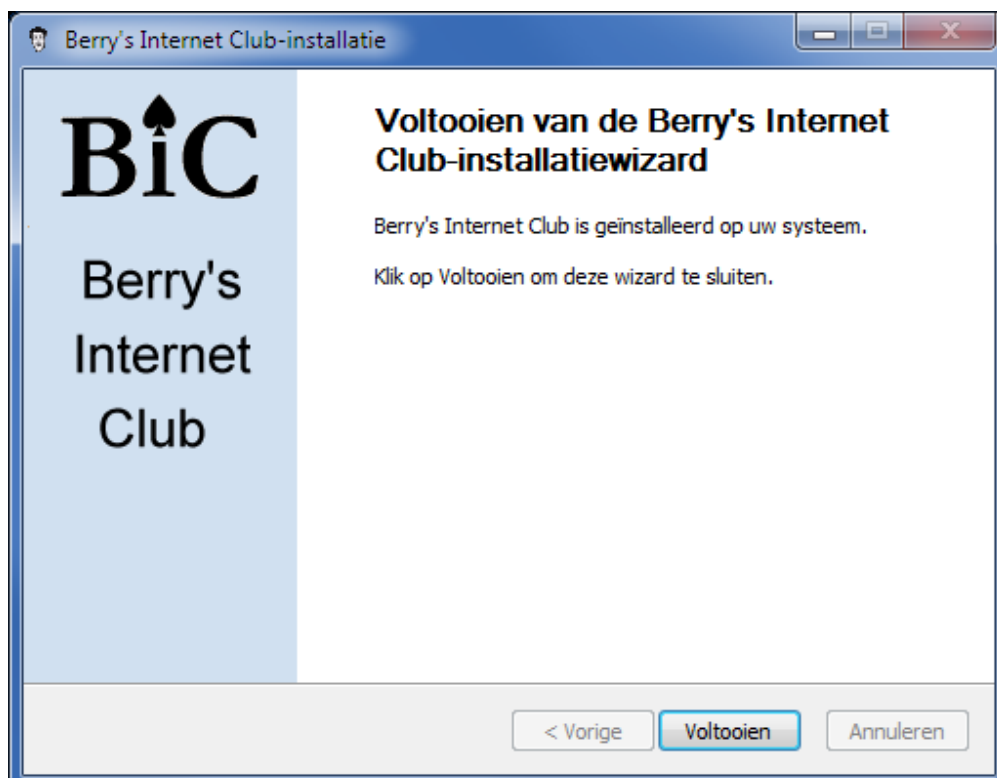 Berry's Internet Club-installatie
BiC
Berry's
Internet
Club
Voltooien van de Berry's Internet
Club-installatiewizard
Berry's Internet Club is geïnstalleerd op uw systeem.
Klik op Voltooien om deze wizard te sluiten.
< Vorige
Voltooien
Annuleren